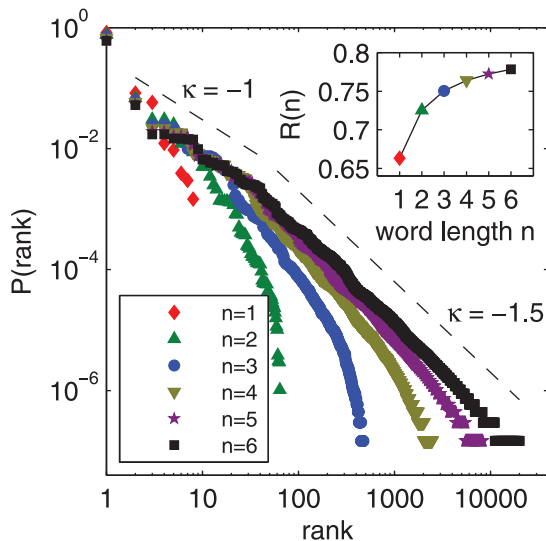 10^0
10^-2
10^-4
10^-6
P(rank)
1
10
100
1000
10000
rank
κ = −1
κ = −1.5
n=1
n=2
n=3
n=4
n=5
n=6
0.8
0.75
0.7
0.65
R(n)
1 2 3 4 5 6
word length n